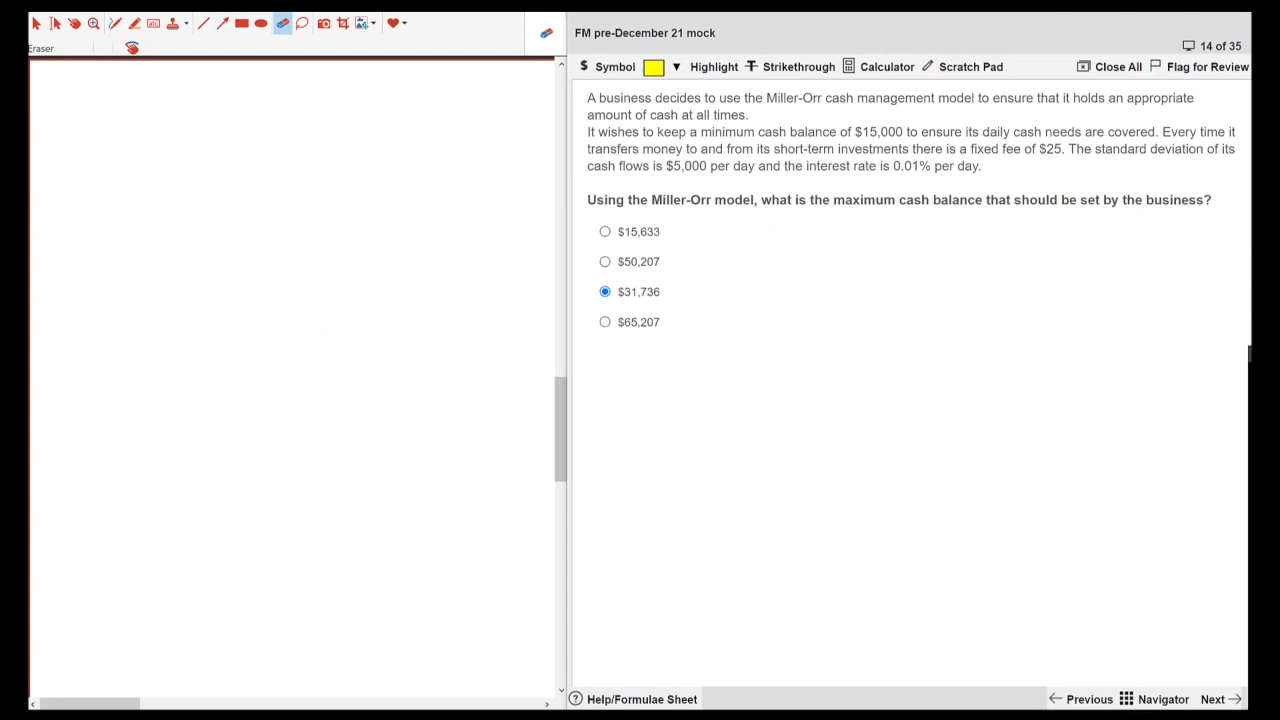 Eraser
FM pre-December 21 mock
14 of 35
$ Symbol ▼ Highlight T Strikethrough Calculator Scratch Pad Close All Flag for Review
A business decides to use the Miller-Orr cash management model to ensure that it holds an appropriate
amount of cash at all times.
It wishes to keep a minimum cash balance of $15,000 to ensure its daily cash needs are covered. Every time it
transfers money to and from its short-term investments there is a fixed fee of $25. The standard deviation of its
cash flows is $5,000 per day and the interest rate is 0.01% per day.
Using the Miller-Orr model, what is the maximum cash balance that should be set by the business?
$15,633
$50,207
$31,736
$65,207
Help/Formulae Sheet
Previous Navigator Next